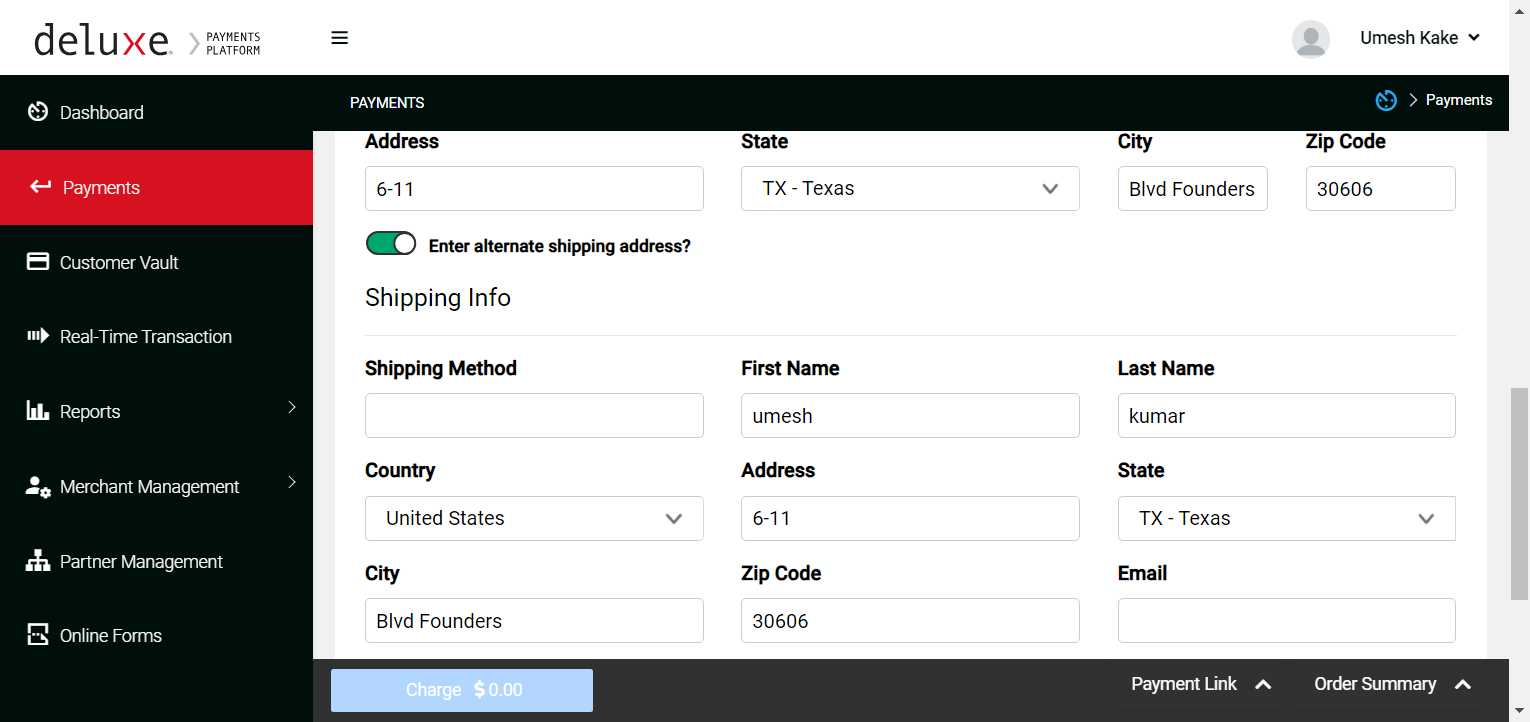 deluxe. PAYMENTS PLATFORM
Umesh Kake
Dashboard
Payments
Customer Vault
Real-Time Transaction
Reports
Merchant Management
Partner Management
Online Forms
PAYMENTS
Payments
Address State City Zip Code
6-11 TX - Texas Blvd Founders 30606
Enter alternate shipping address?
Shipping Info
Shipping Method First Name Last Name
umesh kumar
Country Address State
United States 6-11 TX - Texas
City Zip Code Email
Blvd Founders 30606
Charge $ 0.00 Payment Link Order Summary